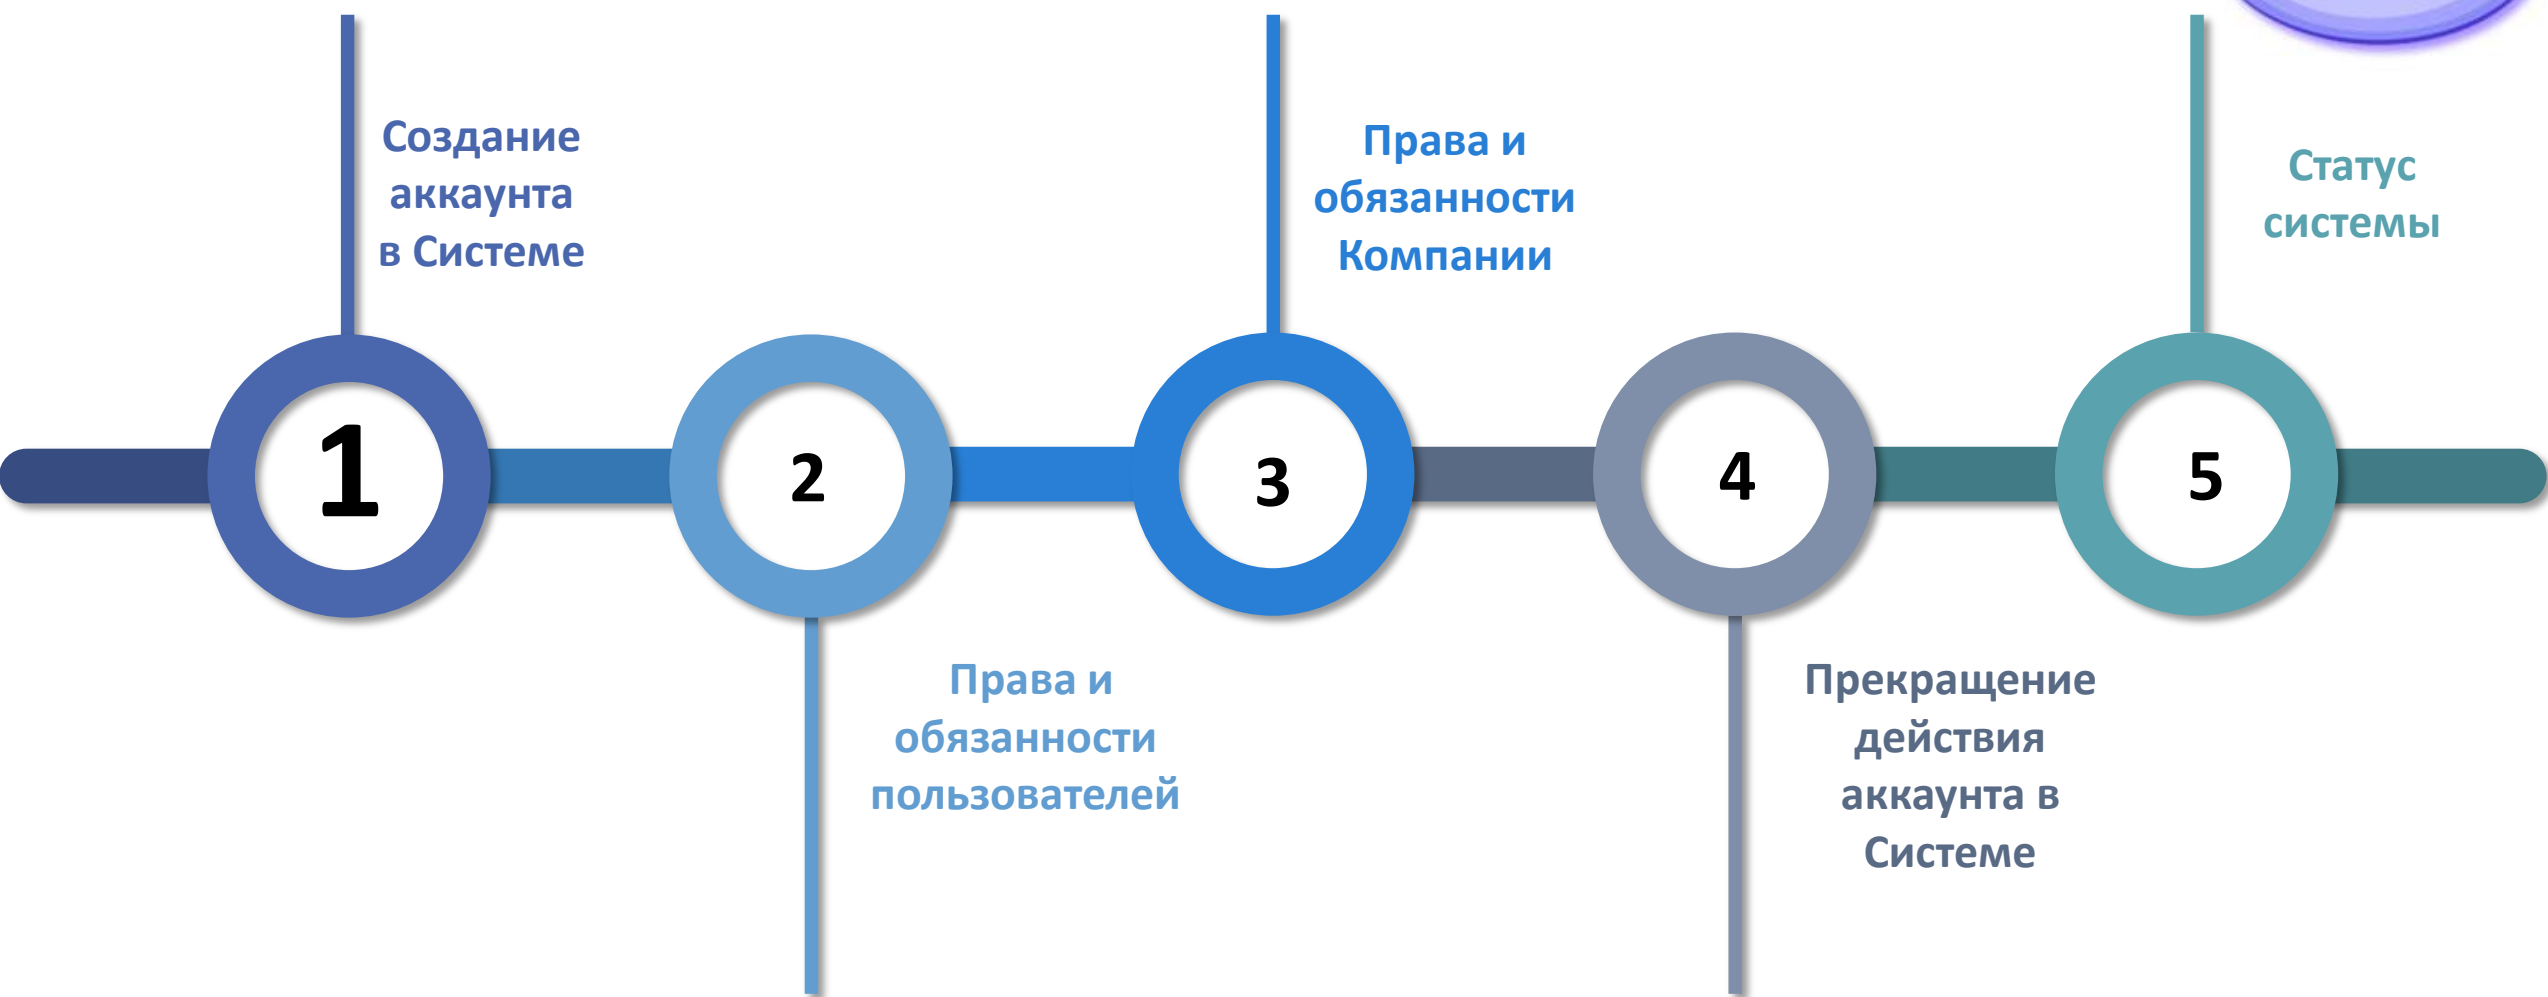 Создание
аккаунта
в Системе
Права и
обязанности
Компании
Статус
системы
1
2
3
4
5
Права и
обязанности
пользователей
Прекращение
действия
аккаунта в
Системе